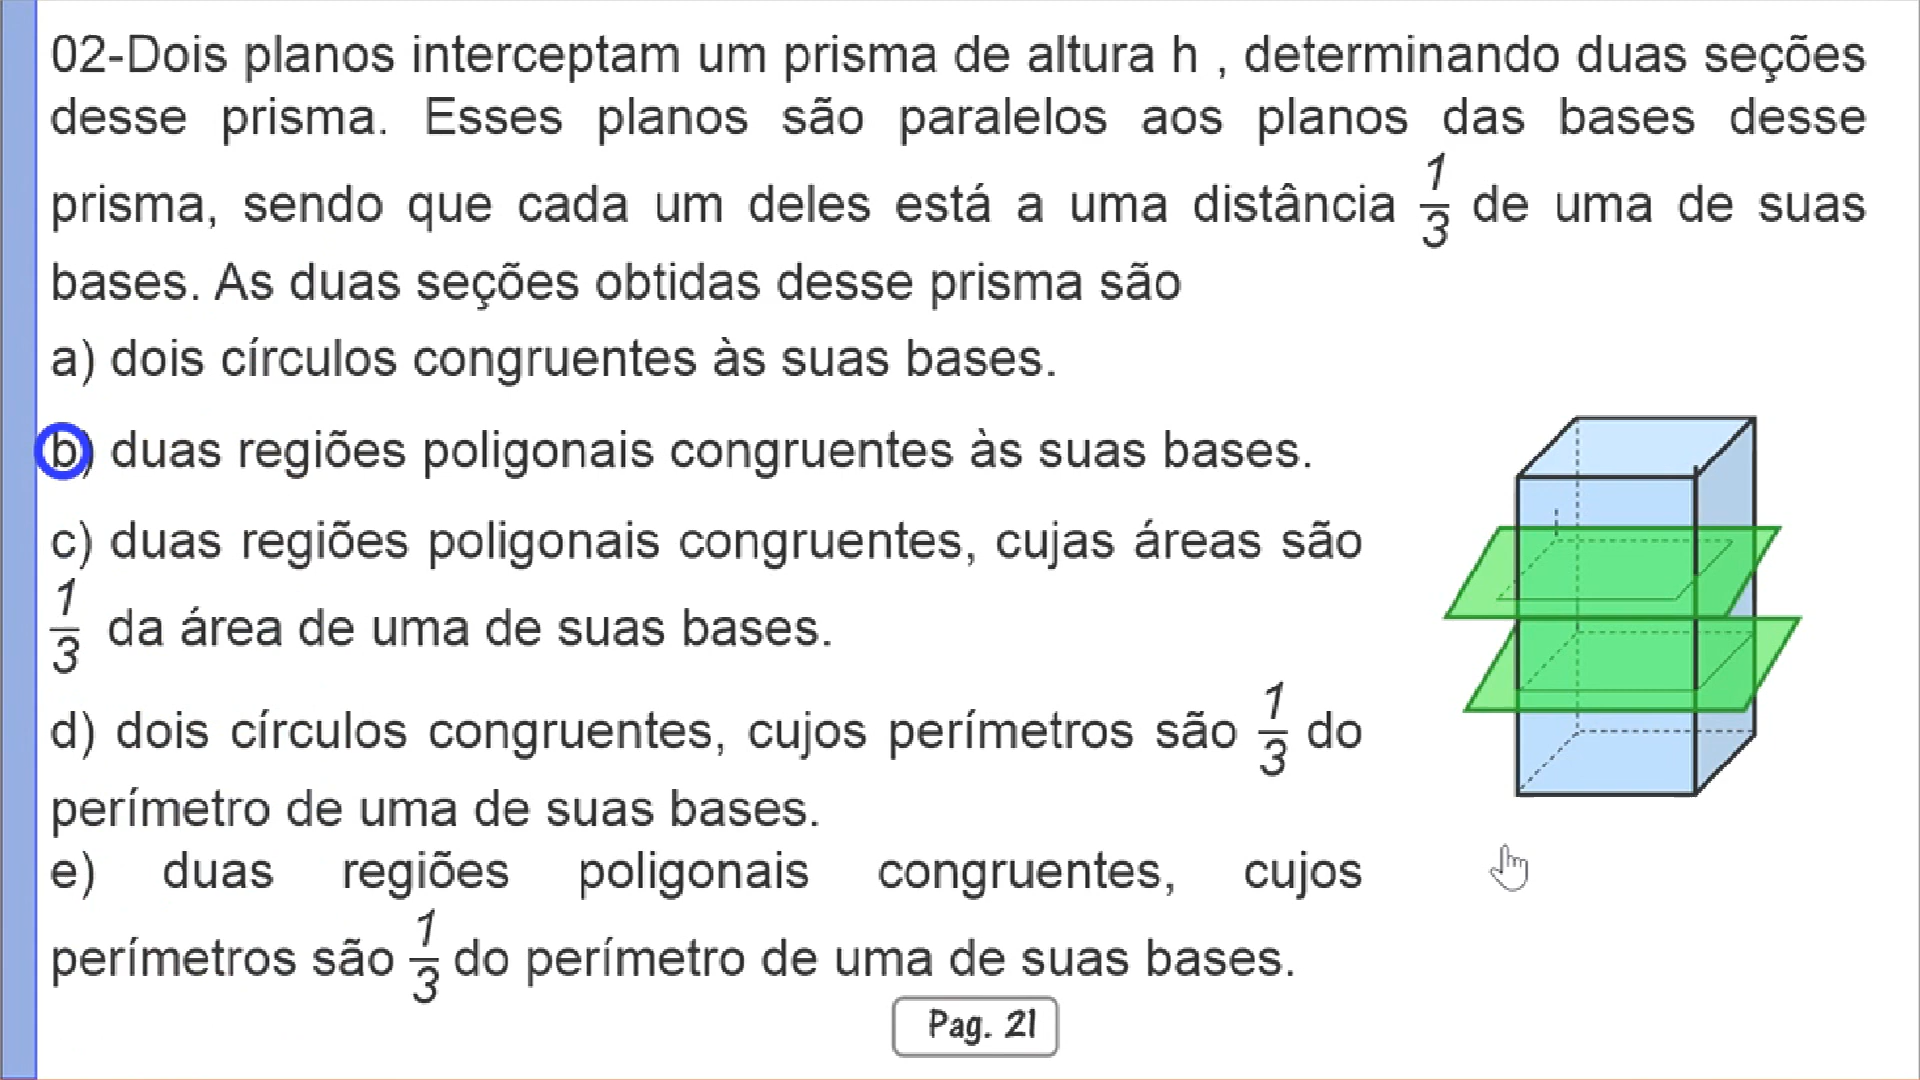 02-Dois planos interceptam um prisma de altura h , determinando duas seções
desse prisma. Esses planos são paralelos aos planos das bases desse
prisma, sendo que cada um deles está a uma distância 1/3 de uma de suas
bases. As duas seções obtidas desse prisma são
a) dois círculos congruentes às suas bases.
b) duas regiões poligonais congruentes às suas bases.
c) duas regiões poligonais congruentes, cujas áreas são
1/3 da área de uma de suas bases.
d) dois círculos congruentes, cujos perímetros são 1/3 do
perímetro de uma de suas bases.
e) duas regiões poligonais congruentes, cujos
perímetros são 1/3 do perímetro de uma de suas bases.
Pag. 21